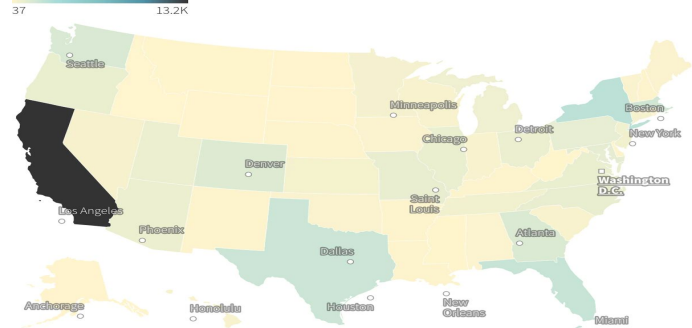 37 13.2K
Seattle
Minneapolis
Boston
Detroit
New York
Chicago
Denver
Washington
D.C.
Saint
Louis
Los Angeles
Phoenix
Atlanta
Dallas
Anchorage
Honolulu
Houston
New
Orleans
Miami